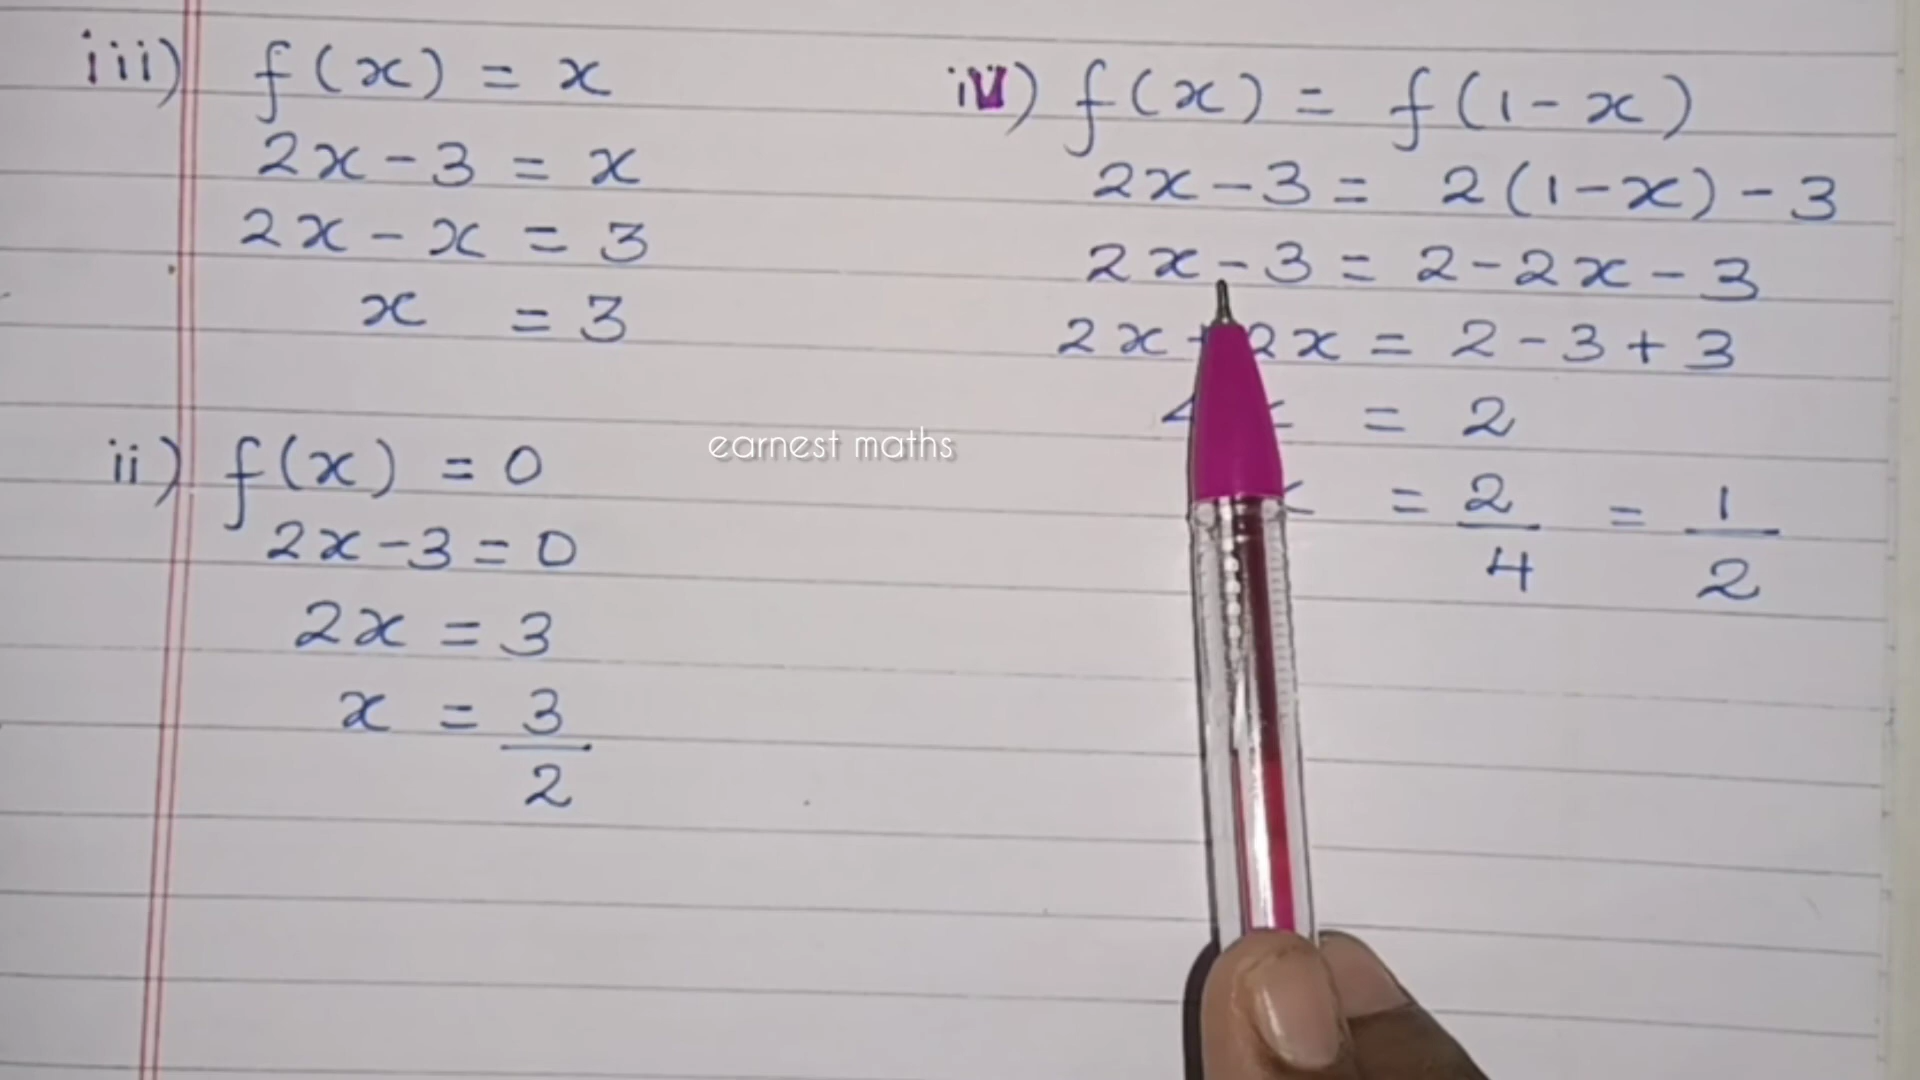 iii) f(x) = x
2x - 3 = x
2x - x = 3
x = 3
ii) f(x) = 0
2x - 3 = 0
2x = 3
x = 3/2
earnest maths
iv) f(x) = f(1 - x)
2x - 3 = 2(1 - x) - 3
2x - 3 = 2 - 2x - 3
2x + 2x = 2 - 3 + 3
= 2
= 2/4 = 1/2